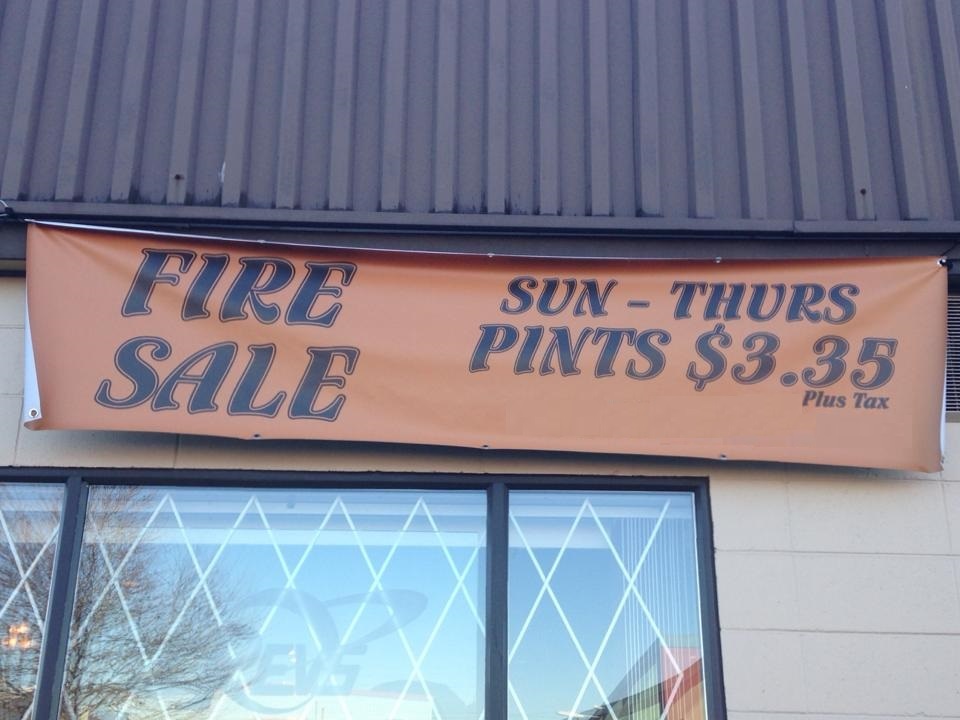 FIRE
SALE
SUN - THURS
PINTS $3.35
Plus Tax